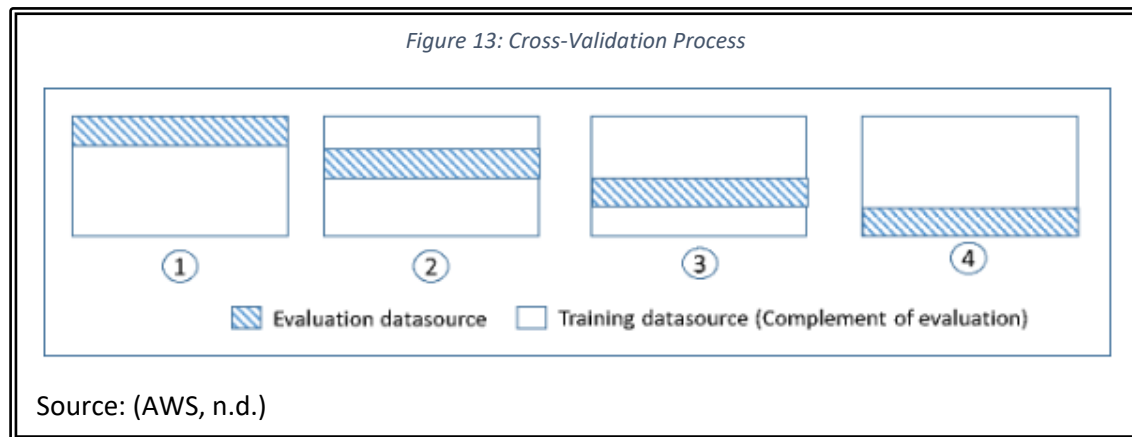 Figure 13: Cross-Validation Process
1 2 3 4
Evaluation datasource Training datasource (Complement of evaluation)
Source: (AWS, n.d.)